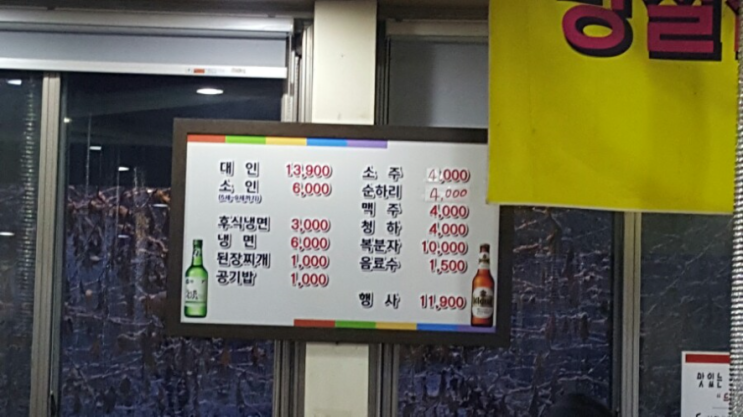 대 인 13,900
소 인 6,000
후식냉면 3,000
냉 면 6,000
된장찌개 1,000
공기밥 1,000
소 주 4,000
순하리 4,000
맥 주 4,000
청 하 4,000
복분자 10,000
음료수 1,500
행 사 11,900
맛있는